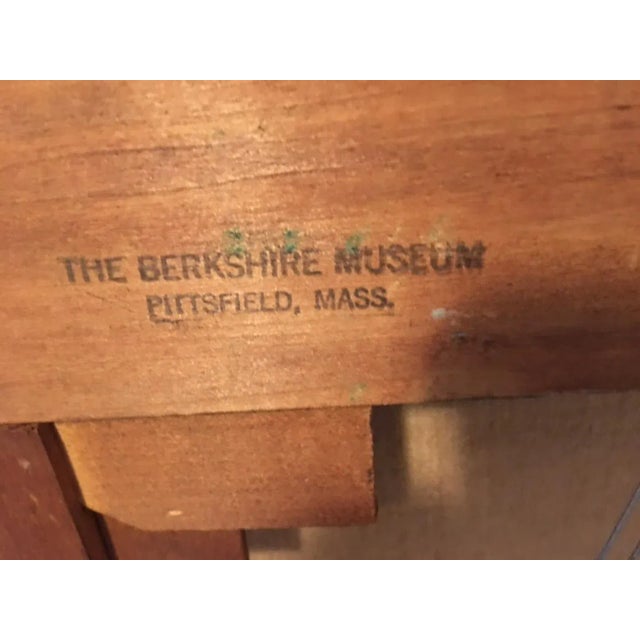 THE BERKSHIRE MUSEUM
PITTSFIELD, MASS.